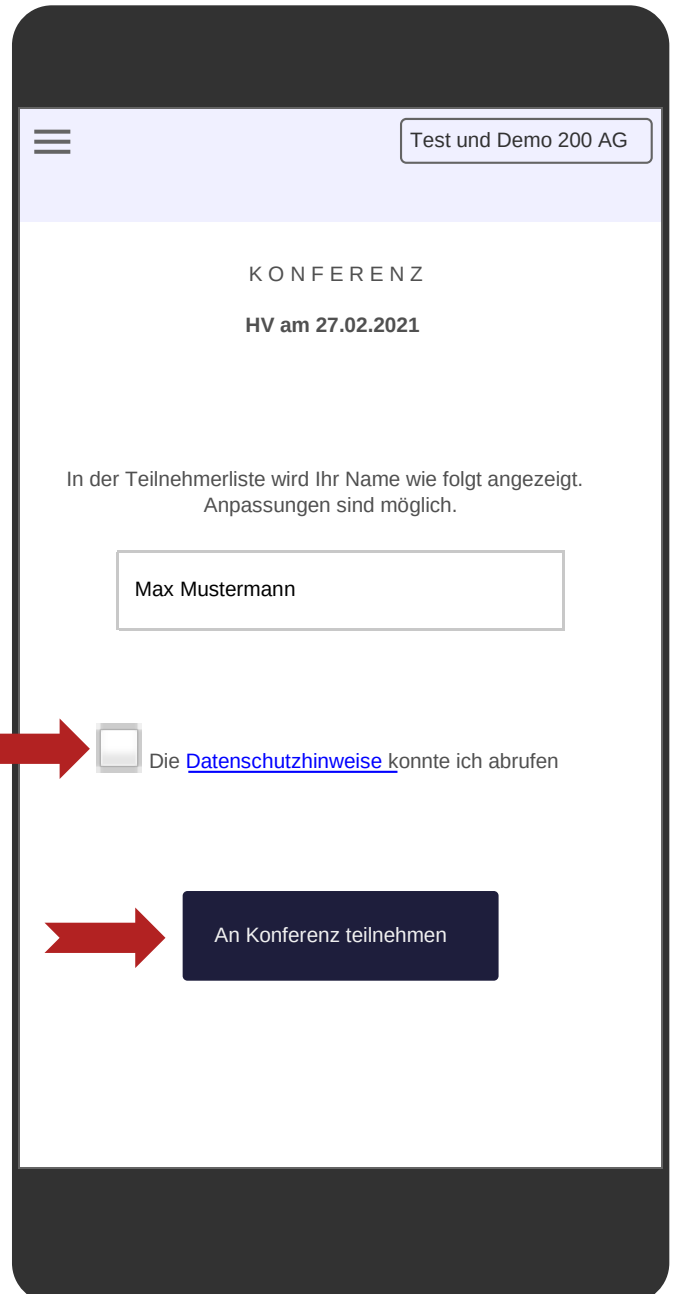 Test und Demo 200 AG
KONFERENZ
HV am 27.02.2021
In der Teilnehmerliste wird Ihr Name wie folgt angezeigt.
Anpassungen sind möglich.
Max Mustermann
Die Datenschutzhinweise konnte ich abrufen
An Konferenz teilnehmen